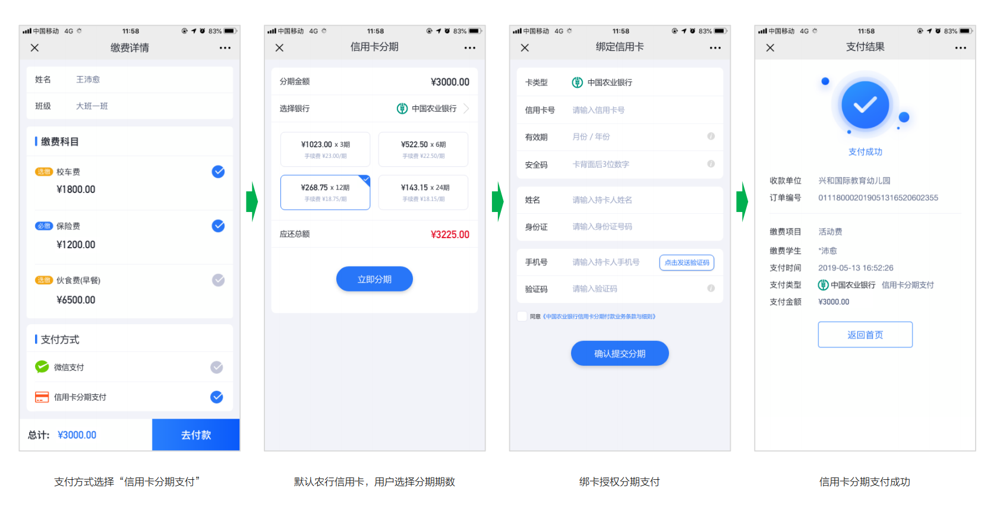 中国移动 4G 11:58 83%
缴费详情
姓名 王沛愈
班级 大班一班
缴费科目
选缴 校车费
¥1800.00
必缴 保险费
¥1200.00
选缴 伙食费(早餐)
¥6500.00
支付方式
微信支付
信用卡分期支付
总计: ¥3000.00 去付款
支付方式选择“信用卡分期支付”
中国移动 4G 11:58 83%
信用卡分期
分期金额 ¥3000.00
选择银行 中国农业银行
¥1023.00 x 3期 ¥522.50 x 6期
手续费 ¥23.00/期 手续费 ¥22.50/期
¥268.75 x 12期 ¥143.15 x 24期
手续费 ¥18.75/期 手续费 ¥18.15/期
应还总额 ¥3225.00
立即分期
默认农行信用卡，用户选择分期期数
中国移动 4G 11:58 83%
绑定信用卡
卡类型 中国农业银行
信用卡号 请输入信用卡号
有效期 月份 / 年份
安全码 卡背面后3位数字
姓名 请输入持卡人姓名
身份证 请输入身份证号码
手机号 请输入持卡人手机号 点击发送验证码
验证码 请输入验证码
同意《中国农业银行信用卡分期付款业务条款与细则》
确认提交分期
绑卡授权分期支付
中国移动 4G 11:58 83%
支付结果
支付成功
收款单位 兴和国际教育幼儿园
订单编号 01118000201905131652060235​5
缴费项目 活动费
缴费学生 *沛愈
支付时间 2019-05-13 16:52:26
支付类型 中国农业银行 信用卡分期支付
支付金额 ¥3000.00
返回首页
信用卡分期支付成功